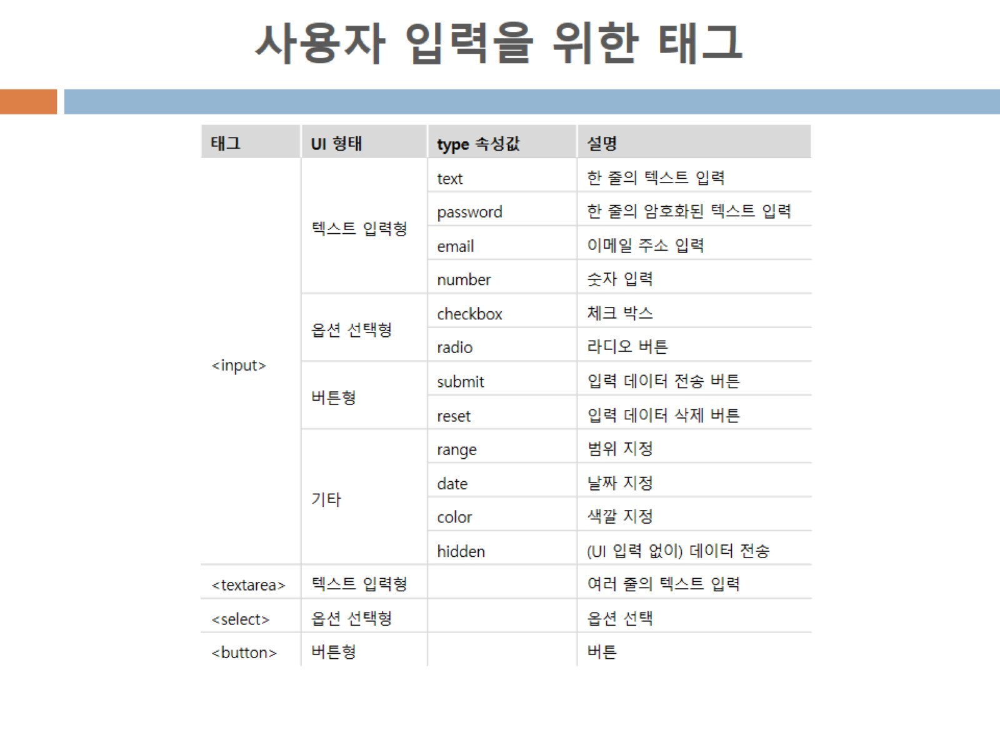 사용자 입력을 위한 태그
태그 UI 형태 type 속성값 설명
<input> 텍스트 입력형 text 한 줄의 텍스트 입력
password 한 줄의 암호화된 텍스트 입력
email 이메일 주소 입력
number 숫자 입력
옵션 선택형 checkbox 체크 박스
radio 라디오 버튼
버튼형 submit 입력 데이터 전송 버튼
reset 입력 데이터 삭제 버튼
기타 range 범위 지정
date 날짜 지정
color 색깔 지정
hidden (UI 입력 없이) 데이터 전송
<textarea> 텍스트 입력형 여러 줄의 텍스트 입력
<select> 옵션 선택형 옵션 선택
<button> 버튼형 버튼